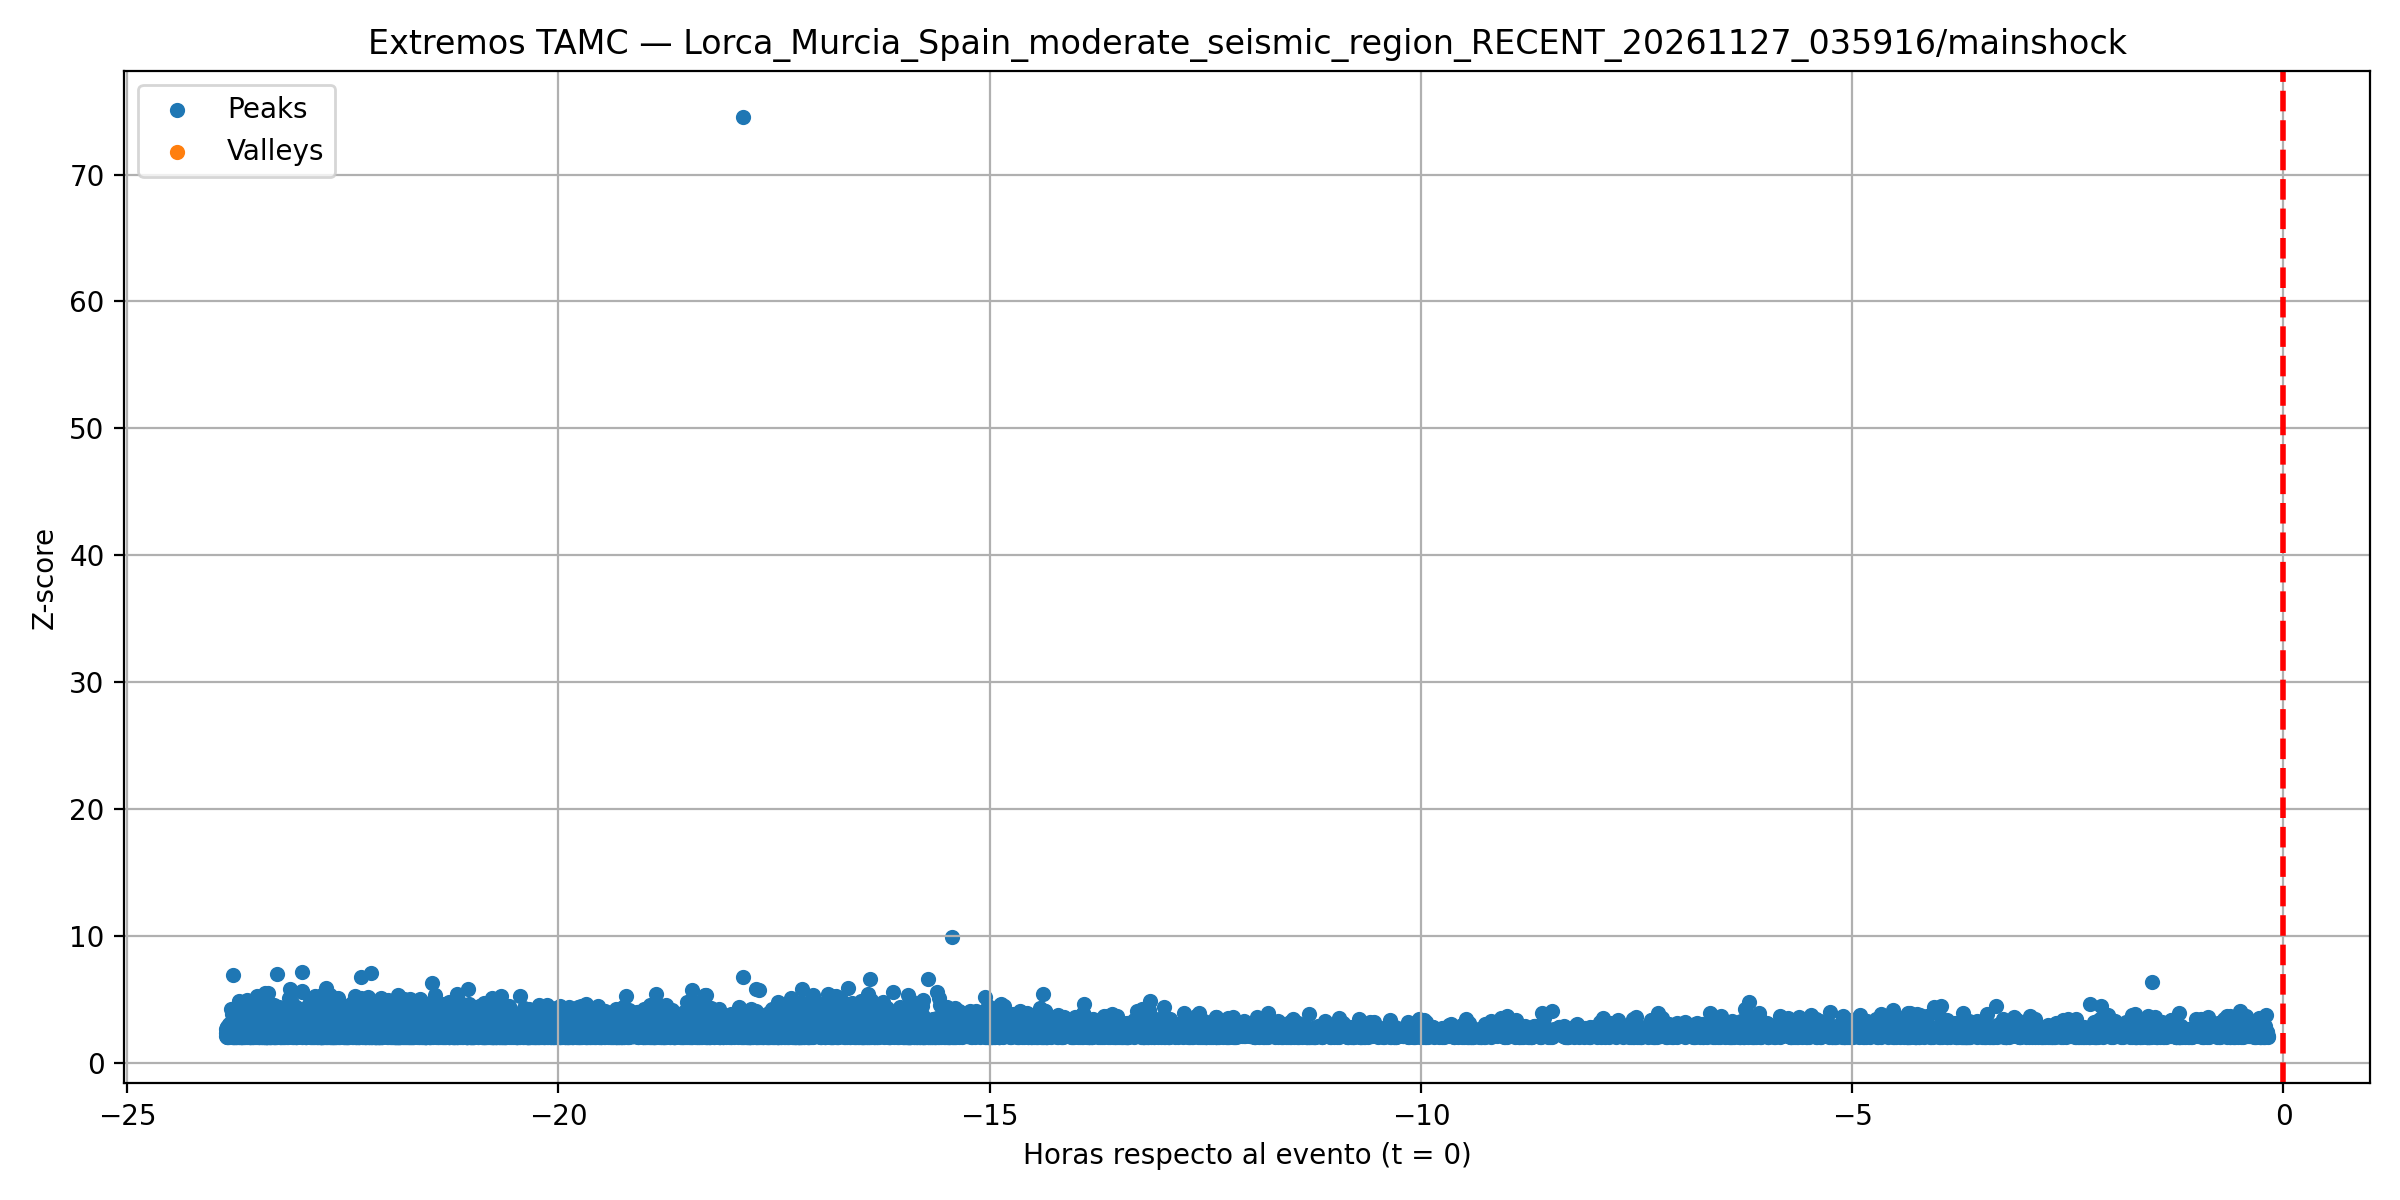 Extremos TAMC — Lorca_Murcia_Spain_moderate_seismic_region_RECENT_20261127_035916/mainshock
Peaks
Valleys
70
60
50
40
30
20
10
0
Z-score
−25
−20
−15
−10
−5
0
Horas respecto al evento (t = 0)